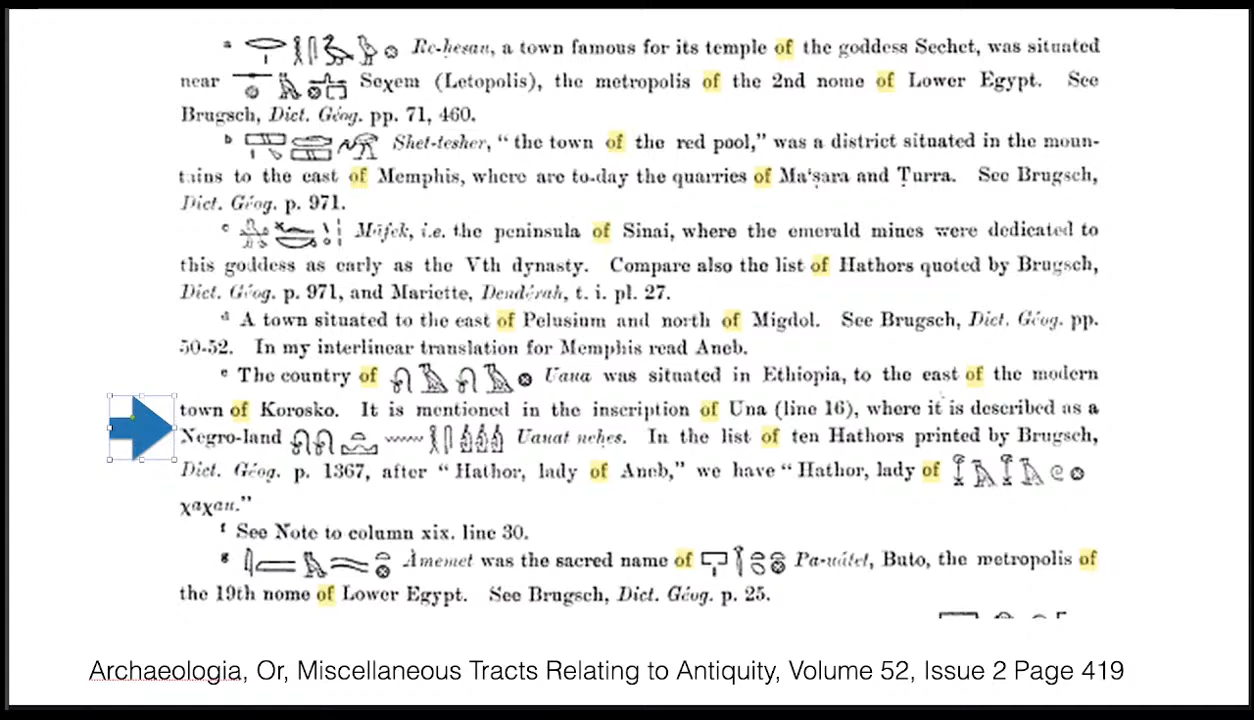 a Re-hesau, a town famous for its temple of the goddess Sechet, was situated
near Seχem (Letopolis), the metropolis of the 2nd nome of Lower Egypt. See
Brugsch, Dict. Géog. pp. 71, 460.
b Shet-tesher, “ the town of the red pool,” was a district situated in the moun-
tains to the east of Memphis, where are to-day the quarries of Ma‘ṣara and Ṭurra. See Brugsch,
Dict. Géog. p. 971.
c Mâfek, i.e. the peninsula of Sinai, where the emerald mines were dedicated to
this goddess as early as the Vth dynasty. Compare also the list of Hathors quoted by Brugsch,
Dict. Géog. p. 971, and Mariette, Dendérah, t. i. pl. 27.
d A town situated to the east of Pelusium and north of Migdol. See Brugsch, Dict. Géog. pp.
50-52. In my interlinear translation for Memphis read Aneb.
e The country of Uaua was situated in Ethiopia, to the east of the modern
town of Korosko. It is mentioned in the inscription of Una (line 16), where it is described as a
Negro-land Uauat neḥes. In the list of ten Hathors printed by Brugsch,
Dict. Géog. p. 1367, after “ Hathor, lady of Aneb,” we have “ Hathor, lady of
χaχau.”
f See Note to column xix. line 30.
g Àmemet was the sacred name of Pa-uátet, Buto, the metropolis of
the 19th nome of Lower Egypt. See Brugsch, Dict. Géog. p. 25.
Archaeologia, Or, Miscellaneous Tracts Relating to Antiquity, Volume 52, Issue 2 Page 419